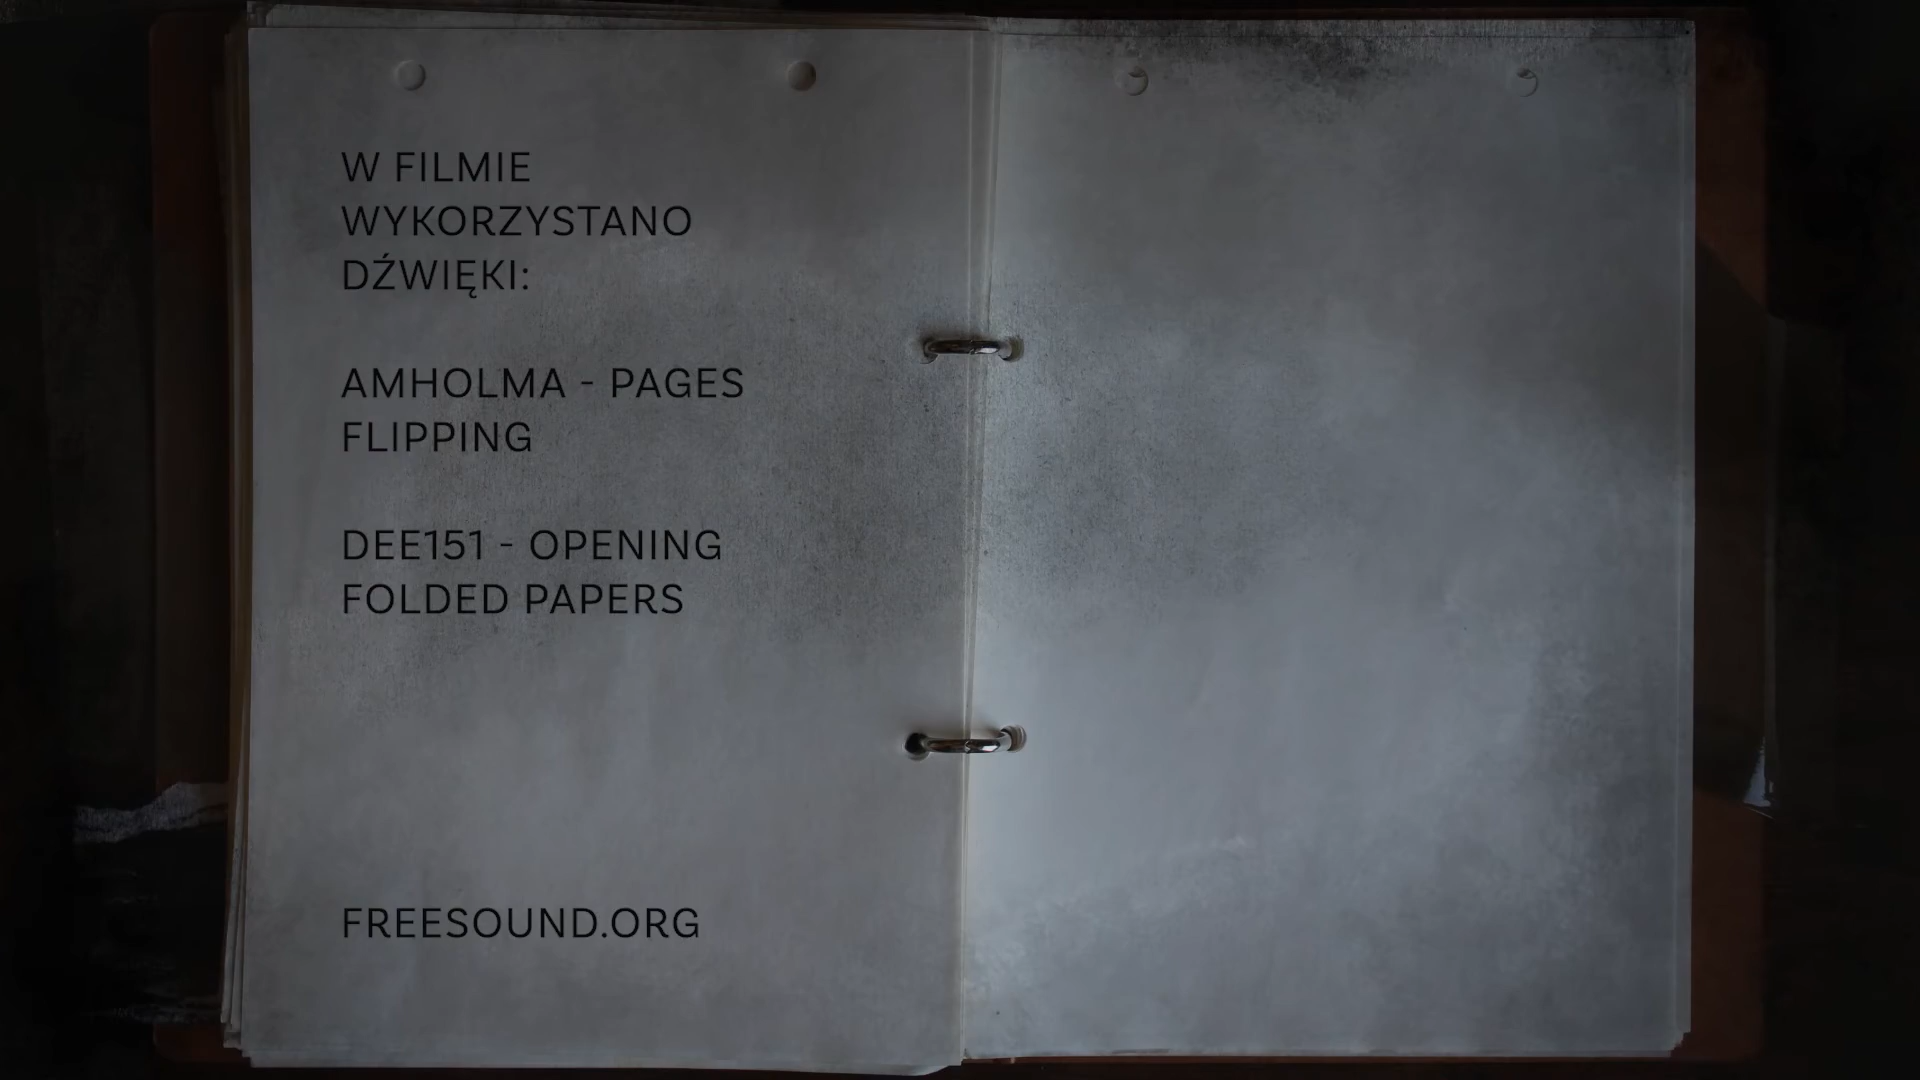 W FILMIE
WYKORZYSTANO
DŹWIĘKI:
AMHOLMA - PAGES
FLIPPING
DEE151 - OPENING
FOLDED PAPERS
FREESOUND.ORG